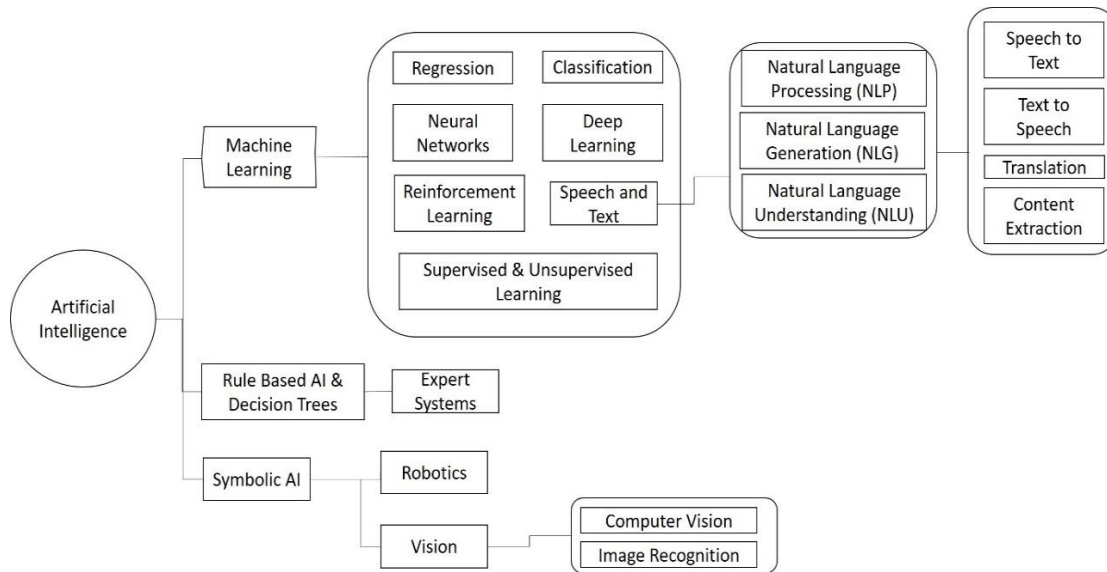 Artificial
Intelligence
Machine
Learning
Regression
Classification
Neural
Networks
Deep
Learning
Reinforcement
Learning
Speech and
Text
Supervised & Unsupervised
Learning
Natural Language
Processing (NLP)
Natural Language
Generation (NLG)
Natural Language
Understanding (NLU)
Speech to
Text
Text to
Speech
Translation
Content
Extraction
Rule Based AI &
Decision Trees
Expert
Systems
Symbolic AI
Robotics
Vision
Computer Vision
Image Recognition